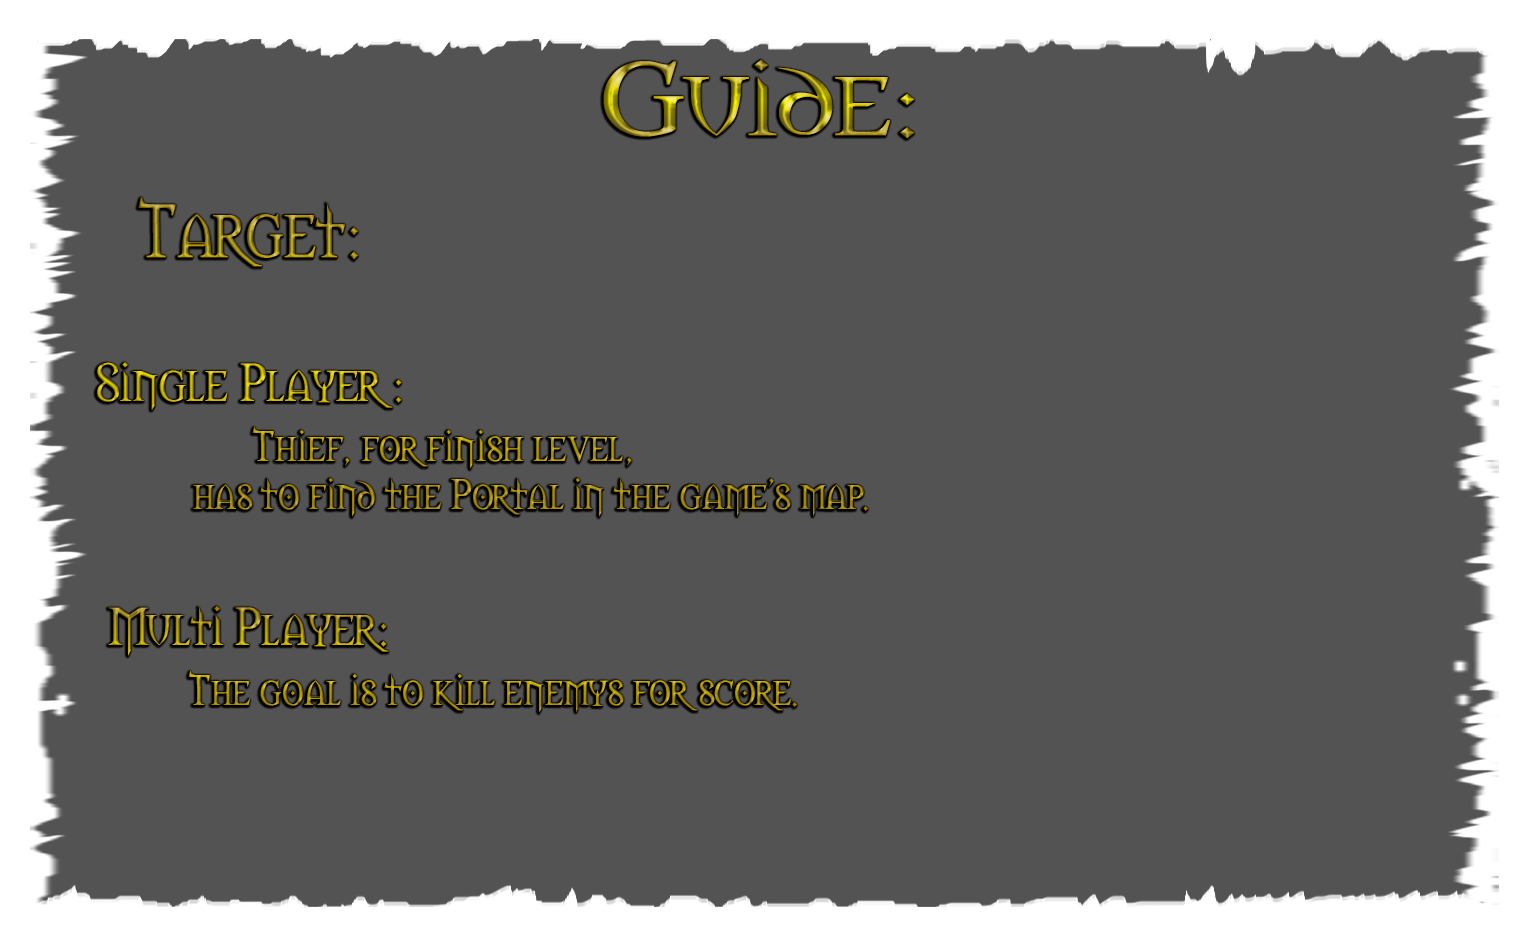 Guide:
Target:
Single Player :
Thief, for finish level,
has to find the Portal in the game's map.
Multi Player:
The goal is to kill enemys for score.